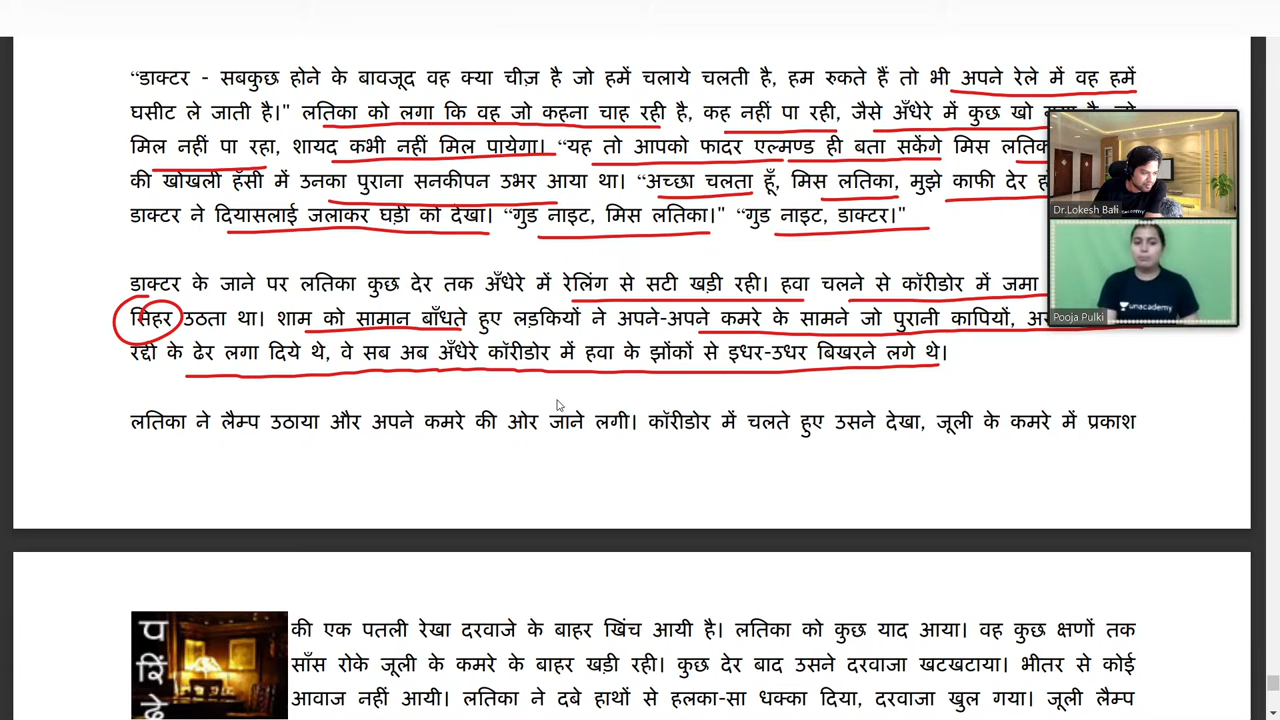 “डाक्टर - सबकुछ होने के बावजूद वह क्या चीज़ है जो हमें चलाये चलती है, हम रुकते हैं तो भी अपने रेले में वह हमें
घसीट ले जाती है।" लतिका को लगा कि वह जो कहना चाह रही है, कह नहीं पा रही, जैसे अँधेरे में कुछ खो
मिल नहीं पा रहा, शायद कभी नहीं मिल पायेगा। “यह तो आपको फादर एल्मण्ड ही बता सकेंगे मिस
की खोखली हँसी में उनका पुराना सनकीपन उभर आया था। “अच्छा चलता हूँ, मिस लतिका, मुझे काफी देर
डाक्टर ने दियासलाई जलाकर घड़ी को देखा। “गुड नाइट, मिस लतिका।" “गुड नाइट, डाक्टर।"
डाक्टर के जाने पर लतिका कुछ देर तक अँधेरे में रेलिंग से सटी खड़ी रही। हवा चलने से कॉरीडोर में जमा
सिहर उठता था। शाम को सामान बाँधते हुए लड़कियों ने अपने-अपने कमरे के सामने जो पुरानी कापियों,
रद्दी के ढेर लगा दिये थे, वे सब अब अँधेरे कॉरीडोर में हवा के झोंकों से इधर-उधर बिखरने लगे थे।
लतिका ने लैम्प उठाया और अपने कमरे की ओर जाने लगी। कॉरीडोर में चलते हुए उसने देखा, जूली के कमरे में प्रकाश
की एक पतली रेखा दरवाजे के बाहर खिंच आयी है। लतिका को कुछ याद आया। वह कुछ क्षणों तक
साँस रोके जूली के कमरे के बाहर खड़ी रही। कुछ देर बाद उसने दरवाजा खटखटाया। भीतर से कोई
आवाज नहीं आयी। लतिका ने दबे हाथों से हलका-सा धक्का दिया, दरवाजा खुल गया। जूली लैम्प
Dr.Lokesh Bali
unacademy
Pooja Pulki